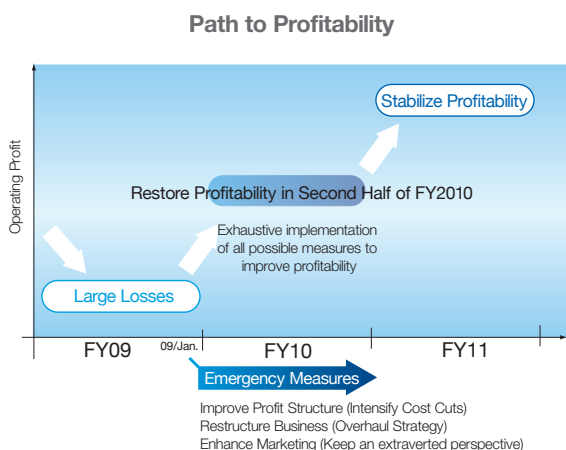 Path to Profitability
Operating Profit
Stabilize Profitability
Restore Profitability in Second Half of FY2010
Exhaustive implementation
of all possible measures to
improve profitability
Large Losses
FY09
09/Jan.
FY10
FY11
Emergency Measures
Improve Profit Structure (Intensify Cost Cuts)
Restructure Business (Overhaul Strategy)
Enhance Marketing (Keep an extraverted perspective)